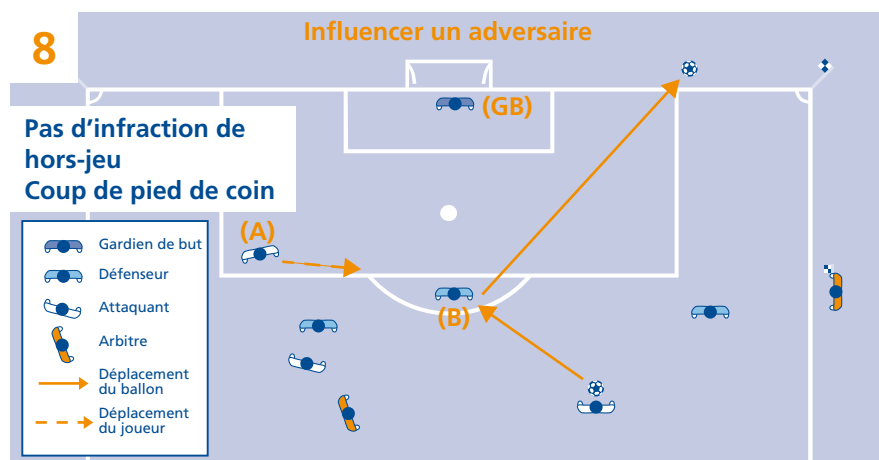 8
Influencer un adversaire
(GB)
Pas d’infraction de
hors-jeu
Coup de pied de coin
(A)
(B)
Gardien de but
Défenseur
Attaquant
Arbitre
Déplacement
du ballon
Déplacement
du joueur